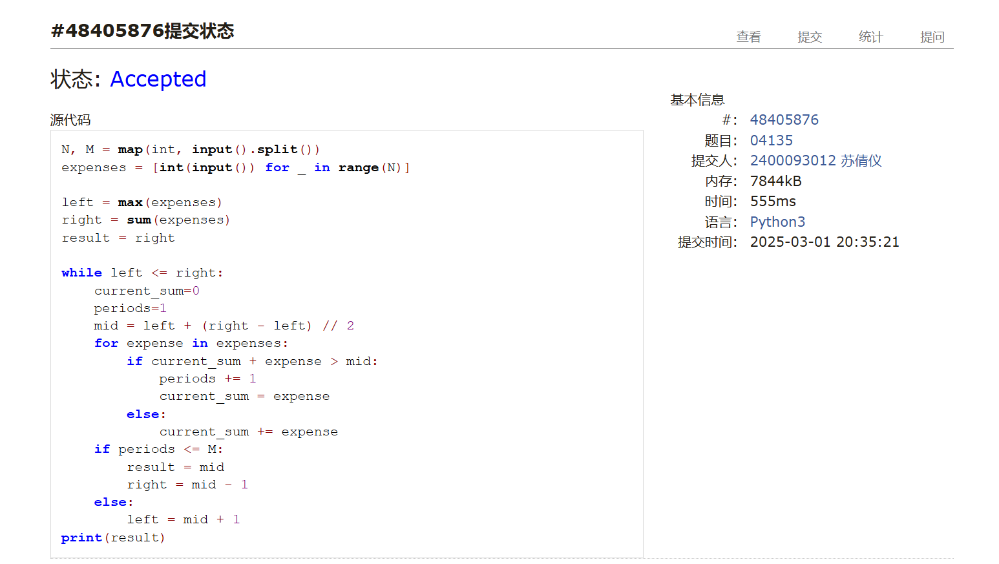 #48405876提交状态
查看 提交 统计 提问
状态: Accepted
源代码
N, M = map(int, input().split())
expenses = [int(input()) for _ in range(N)]

left = max(expenses)
right = sum(expenses)
result = right

while left <= right:
    current_sum=0
    periods=1
    mid = left + (right - left) // 2
    for expense in expenses:
        if current_sum + expense > mid:
            periods += 1
            current_sum = expense
        else:
            current_sum += expense
    if periods <= M:
        result = mid
        right = mid - 1
    else:
        left = mid + 1
print(result)
基本信息
#: 48405876
题目: 04135
提交人: 2400093012 苏倩仪
内存: 7844kB
时间: 555ms
语言: Python3
提交时间: 2025-03-01 20:35:21